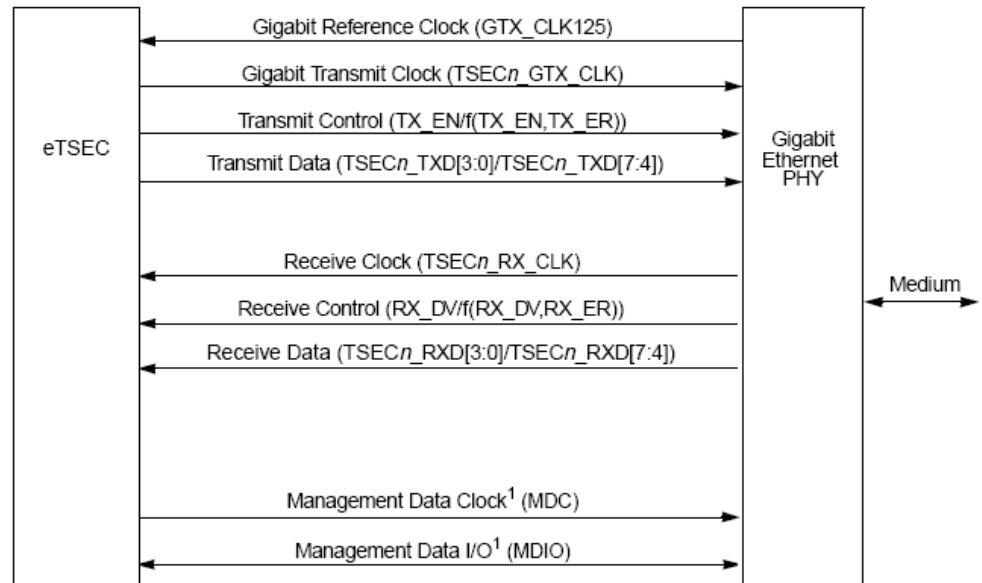 Gigabit Reference Clock (GTX_CLK125)
Gigabit Transmit Clock (TSECn_GTX_CLK)
Transmit Control (TX_EN/f(TX_EN,TX_ER))
eTSEC
Gigabit
Ethernet
PHY
Transmit Data (TSECn_TXD[3:0]/TSECn_TXD[7:4])
Receive Clock (TSECn_RX_CLK)
Medium
Receive Control (RX_DV/f(RX_DV,RX_ER))
Receive Data (TSECn_RXD[3:0]/TSECn_RXD[7:4])
Management Data Clock¹ (MDC)
Management Data I/O¹ (MDIO)